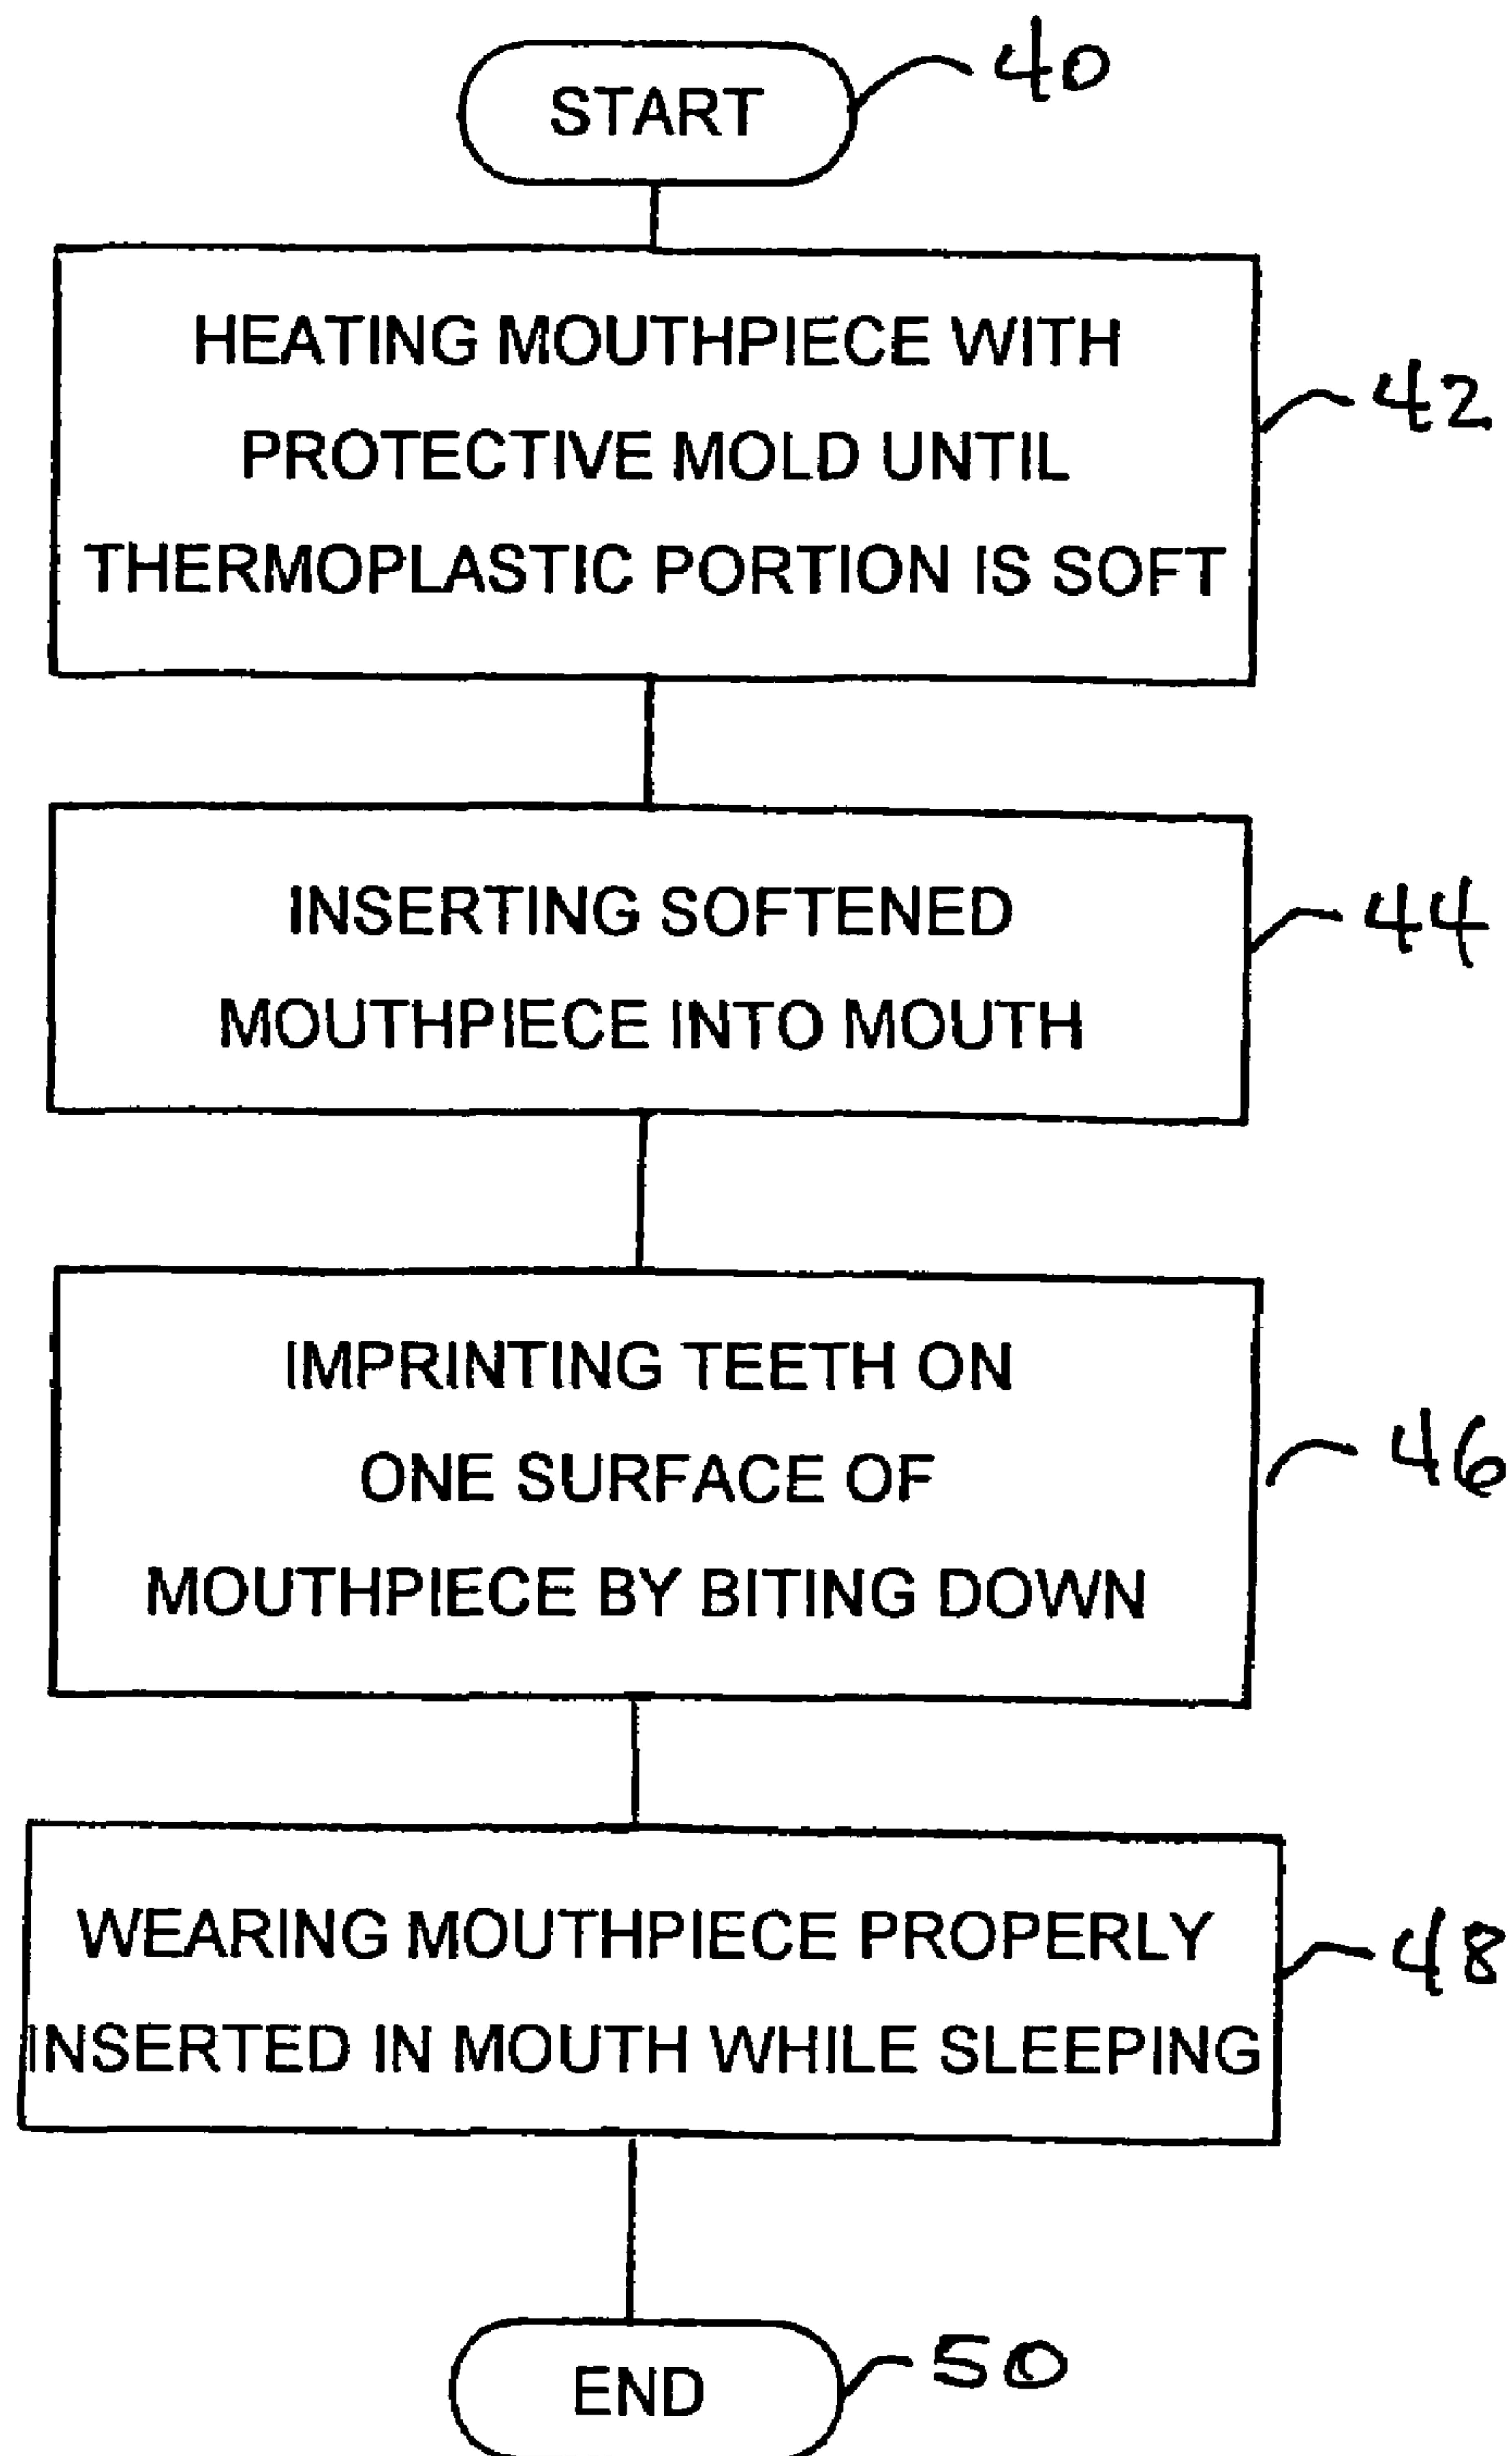 START
40
HEATING MOUTHPIECE WITH
PROTECTIVE MOLD UNTIL
THERMOPLASTIC PORTION IS SOFT
42
INSERTING SOFTENED
MOUTHPIECE INTO MOUTH
44
IMPRINTING TEETH ON
ONE SURFACE OF
MOUTHPIECE BY BITING DOWN
46
WEARING MOUTHPIECE PROPERLY
INSERTED IN MOUTH WHILE SLEEPING
48
END
50